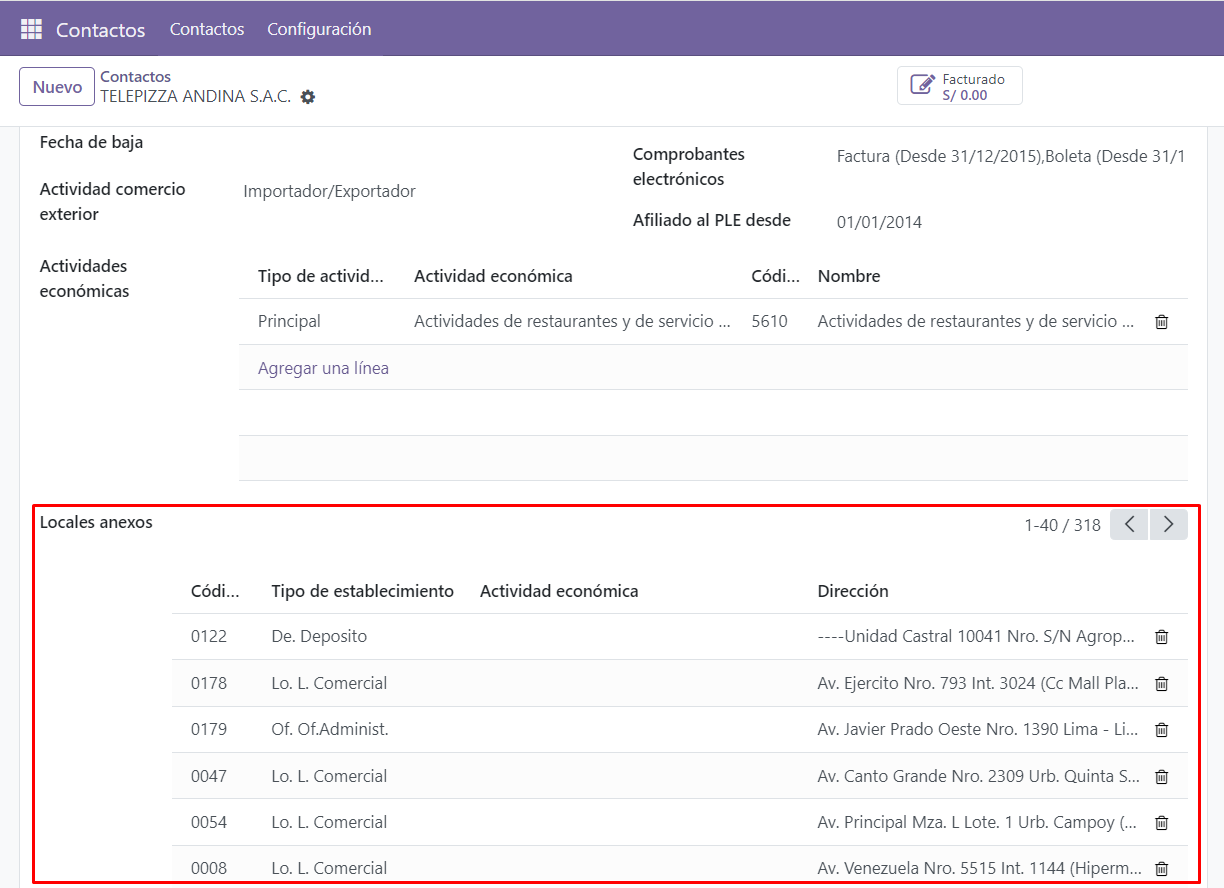 Contactos Contactos Configuración
Nuevo
Contactos
TELEPIZZA ANDINA S.A.C.
Facturado
S/ 0.00
Fecha de baja
Comprobantes electrónicos
Factura (Desde 31/12/2015),Boleta (Desde 31/1
Actividad comercio exterior
Importador/Exportador
Afiliado al PLE desde
01/01/2014
Actividades económicas
Tipo de activid... Actividad económica Códi... Nombre
Principal Actividades de restaurantes y de servicio ... 5610 Actividades de restaurantes y de servicio ...
Agregar una línea
Locales anexos
1-40 / 318
Códi... Tipo de establecimiento Actividad económica Dirección
0122 De. Deposito ----Unidad Castral 10041 Nro. S/N Agrop...
0178 Lo. L. Comercial Av. Ejercito Nro. 793 Int. 3024 (Cc Mall Pla...
0179 Of. Of.Administ. Av. Javier Prado Oeste Nro. 1390 Lima - Li...
0047 Lo. L. Comercial Av. Canto Grande Nro. 2309 Urb. Quinta S...
0054 Lo. L. Comercial Av. Principal Mza. L Lote. 1 Urb. Campoy (...
0008 Lo. L. Comercial Av. Venezuela Nro. 5515 Int. 1144 (Hiperm...